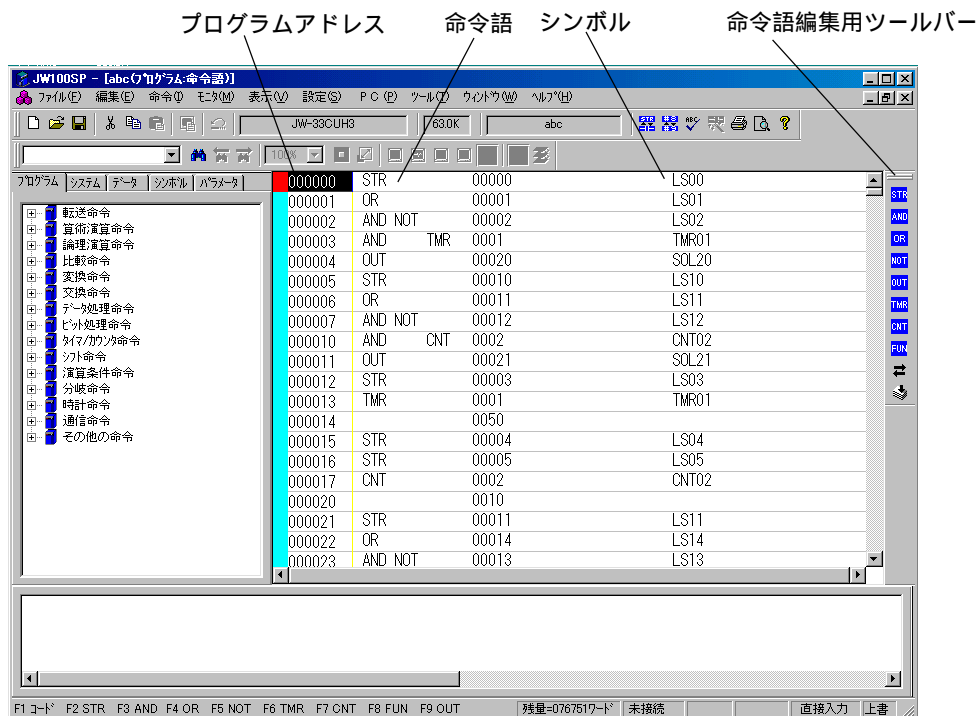 プログラムアドレス 命令語 シンボル 命令語編集用ツールバー
JW100SP - [abc(ﾌﾟﾛｸﾞﾗﾑ:命令語)]
ﾌｧｲﾙ(F) 編集(E) 命令(I) ﾓﾆﾀ(M) 表示(V) 設定(S) P C (P) ﾂｰﾙ(T) ｳｨﾝﾄﾞｳ(W) ﾍﾙﾌﾟ(H)
JW-33CUH3 63.0K abc
100%
ﾌﾟﾛｸﾞﾗﾑ ｼｽﾃﾑ ﾃﾞｰﾀ ｼﾝﾎﾞﾙ ﾊﾟﾗﾒｰﾀ
転送命令
算術演算命令
論理演算命令
比較命令
変換命令
交換命令
ﾃﾞｰﾀ処理命令
ﾋﾞｯﾄ処理命令
ﾀｲﾏ/ｶｳﾝﾀ命令
ｼﾌﾄ命令
演算条件命令
分岐命令
時計命令
通信命令
その他の命令
000000 STR 00000 LS00
000001 OR 00001 LS01
000002 AND NOT 00002 LS02
000003 AND TMR 0001 TMR01
000004 OUT 00020 SOL20
000005 STR 00010 LS10
000006 OR 00011 LS11
000007 AND NOT 00012 LS12
000010 AND CNT 0002 CNT02
000011 OUT 00021 SOL21
000012 STR 00003 LS03
000013 TMR 0001 TMR01
000014 0050
000015 STR 00004 LS04
000016 STR 00005 LS05
000017 CNT 0002 CNT02
000020 0010
000021 STR 00011 LS11
000022 OR 00014 LS14
000023 AND NOT 00013 LS13
STR
AND
OR
NOT
OUT
TMR
CNT
FUN
F1 ｺｰﾄﾞ F2 STR F3 AND F4 OR F5 NOT F6 TMR F7 CNT F8 FUN F9 OUT 残量=076751ﾜｰﾄﾞ 未接続 直接入力 上書